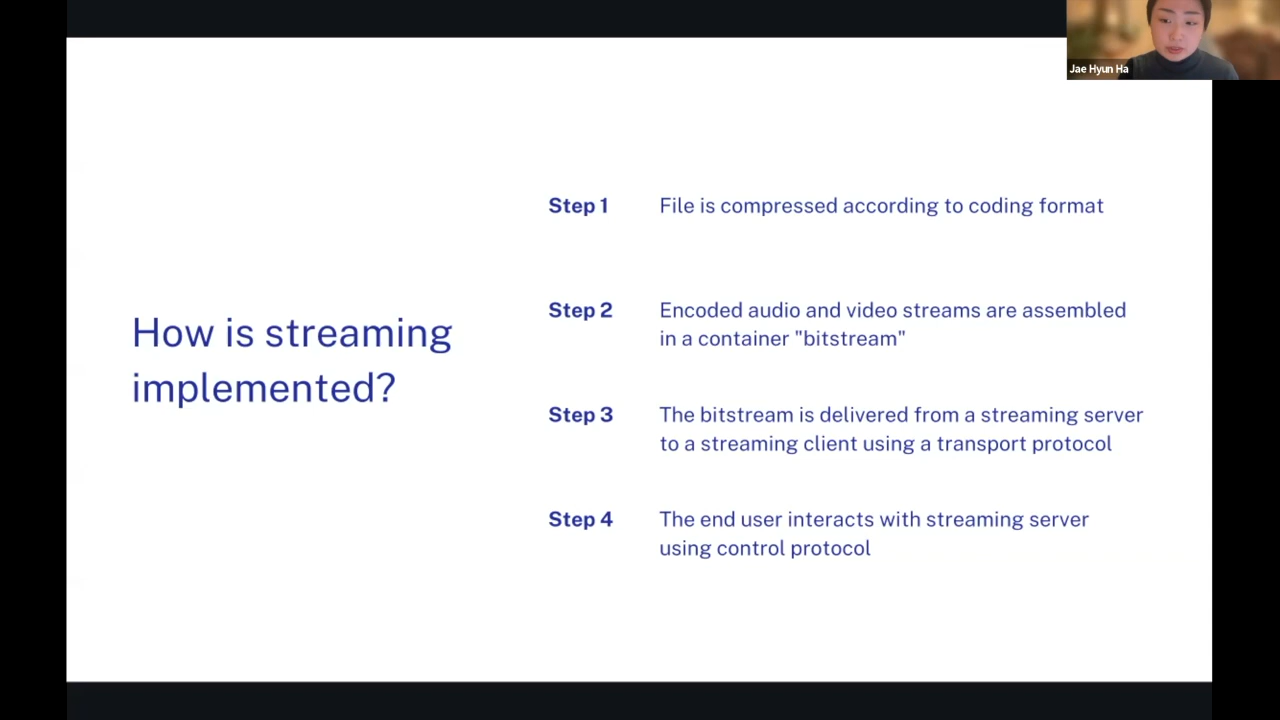 Jae Hyun Ha
How is streaming
implemented?
Step 1 File is compressed according to coding format
Step 2 Encoded audio and video streams are assembled
in a container "bitstream"
Step 3 The bitstream is delivered from a streaming server
to a streaming client using a transport protocol
Step 4 The end user interacts with streaming server
using control protocol